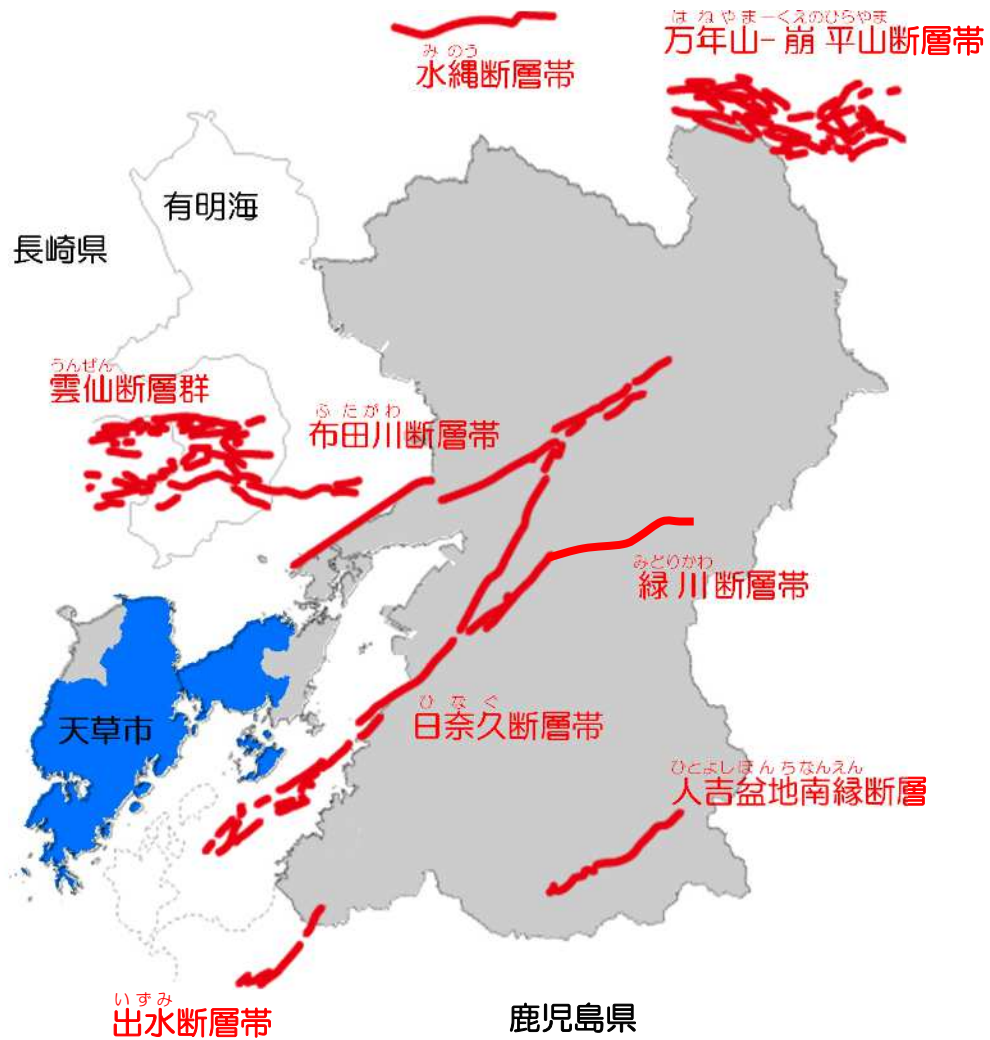 はねやまーくえのひらやま
万年山-崩平山断層帯
みのう
水縄断層帯
有明海
長崎県
うんぜん
雲仙断層群
ふたがわ
布田川断層帯
みどりかわ
緑川断層帯
ひなぐ
日奈久断層帯
天草市
ひとよしぼんちなんえん
人吉盆地南縁断層
いずみ
出水断層帯
鹿児島県